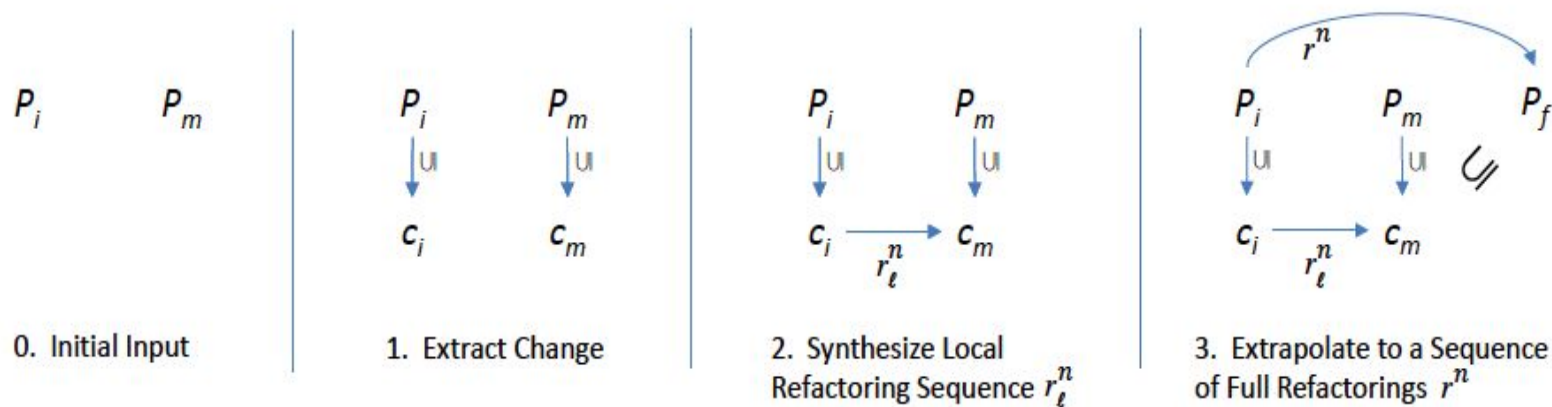 P_i P_m
0. Initial Input
P_i P_m
⊆ ⊆
c_i c_m
1. Extract Change
P_i P_m
⊆ ⊆
c_i c_m
r_ℓ^n
2. Synthesize Local
Refactoring Sequence r_ℓ^n
r^n
P_i P_m P_f
⊆ ⊆ ⊆
c_i c_m
r_ℓ^n
3. Extrapolate to a Sequence
of Full Refactorings r^n